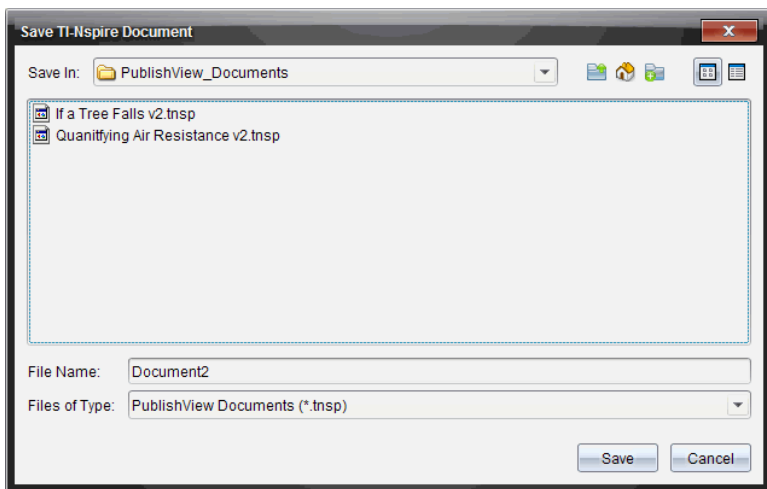 Save TI-Nspire Document
Save In: PublishView_Documents
If a Tree Falls v2.tnsp
Quanitfying Air Resistance v2.tnsp
File Name: Document2
Files of Type: PublishView Documents (*.tnsp)
Save Cancel